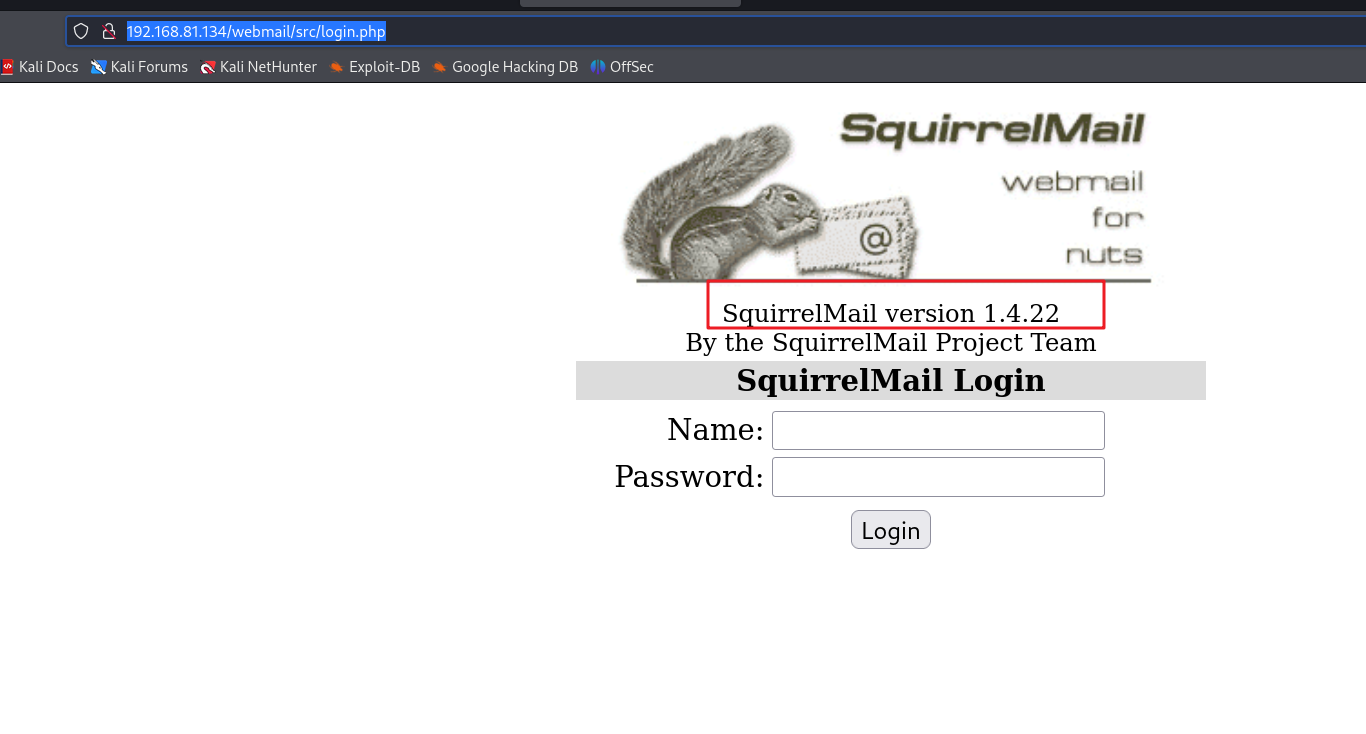 192.168.81.134/webmail/src/login.php
Kali Docs Kali Forums Kali NetHunter Exploit-DB Google Hacking DB OffSec
SquirrelMail
webmail
for
nuts
@
SquirrelMail version 1.4.22
By the SquirrelMail Project Team
SquirrelMail Login
Name:
Password:
Login